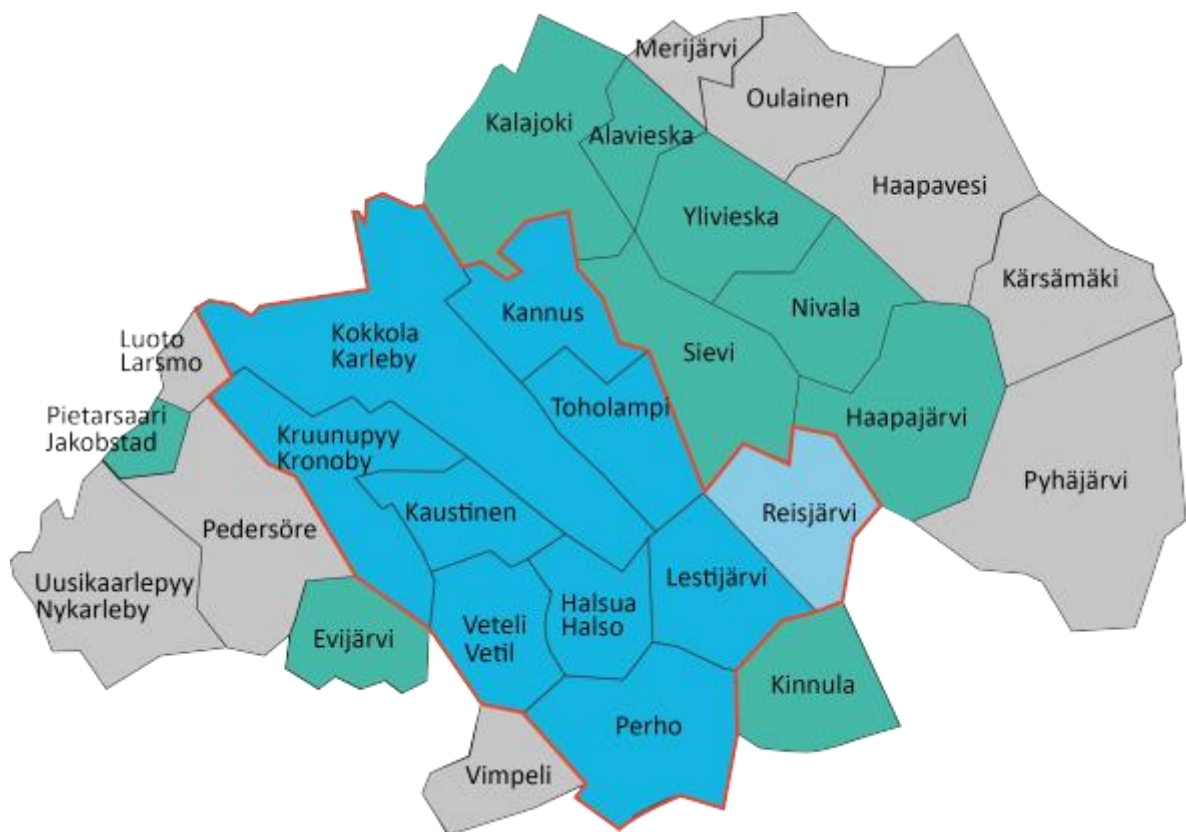 Merijärvi
Oulainen
Kalajoki
Alavieska
Haapavesi
Ylivieska
Kärsämäki
Nivala
Kannus
Kokkola
Karleby
Sievi
Luoto
Larsmo
Toholampi
Haapajärvi
Pietarsaari
Jakobstad
Kruunupyy
Kronoby
Pyhäjärvi
Kaustinen
Reisjärvi
Pedersöre
Uusikaarlepyy
Nykarleby
Lestijärvi
Halsua
Halso
Evijärvi
Veteli
Vetil
Kinnula
Perho
Vimpeli